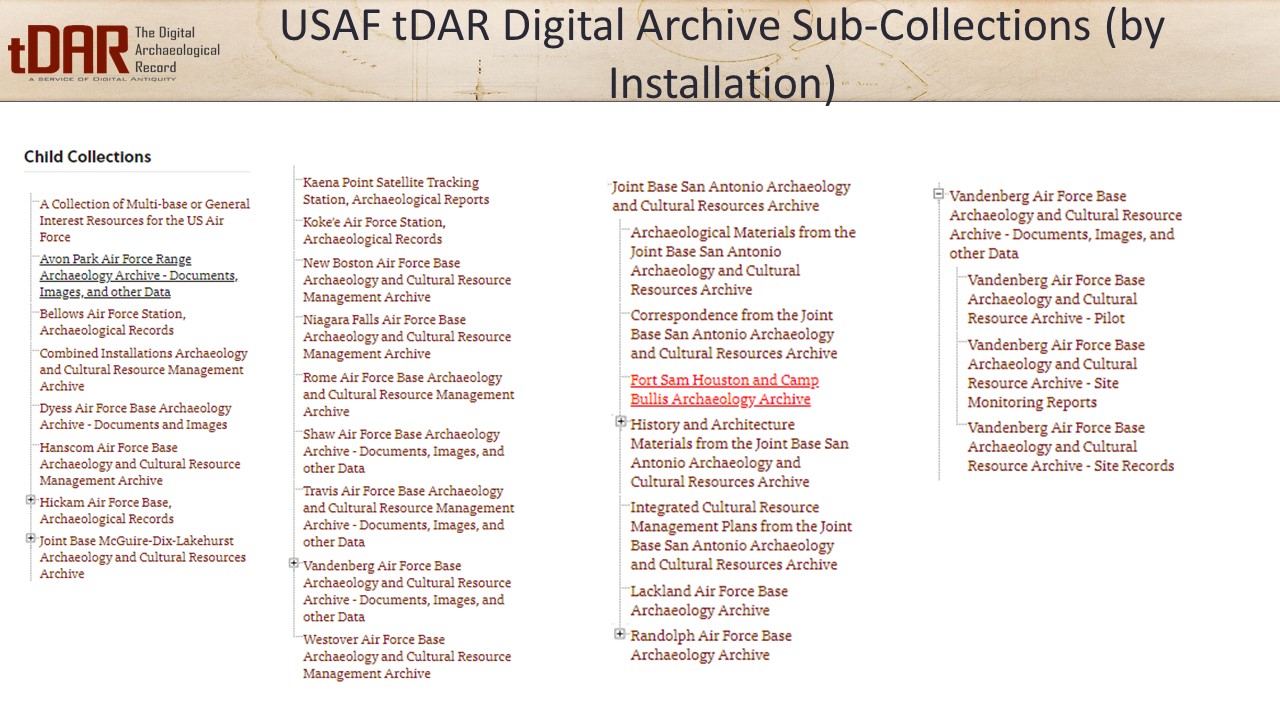 tDAR
The Digital
Archaeological
Record
A SERVICE OF DIGITAL ANTIQUITY
USAF tDAR Digital Archive Sub-Collections (by
Installation)
Child Collections
A Collection of Multi-base or General
Interest Resources for the US Air
Force
Avon Park Air Force Range
Archaeology Archive - Documents,
Images, and other Data
Bellows Air Force Station,
Archaeological Records
Combined Installations Archaeology
and Cultural Resource Management
Archive
Dyess Air Force Base Archaeology
Archive - Documents and Images
Hanscom Air Force Base
Archaeology and Cultural Resource
Management Archive
Hickam Air Force Base,
Archaeological Records
Joint Base McGuire-Dix-Lakehurst
Archaeology and Cultural Resources
Archive
Kaena Point Satellite Tracking
Station, Archaeological Reports
Koke'e Air Force Station,
Archaeological Records
New Boston Air Force Base
Archaeology and Cultural Resource
Management Archive
Niagara Falls Air Force Base
Archaeology and Cultural Resource
Management Archive
Rome Air Force Base Archaeology
and Cultural Resource Management
Archive
Shaw Air Force Base Archaeology
Archive - Documents, Images, and
other Data
Travis Air Force Base Archaeology
and Cultural Resource Management
Archive - Documents, Images, and
other Data
Vandenberg Air Force Base
Archaeology and Cultural Resource
Archive - Documents, Images, and
other Data
Westover Air Force Base
Archaeology and Cultural Resource
Management Archive
Joint Base San Antonio Archaeology
and Cultural Resources Archive
Archaeological Materials from the
Joint Base San Antonio
Archaeology and Cultural
Resources Archive
Correspondence from the Joint
Base San Antonio Archaeology
and Cultural Resources Archive
Fort Sam Houston and Camp
Bullis Archaeology Archive
History and Architecture
Materials from the Joint Base San
Antonio Archaeology and
Cultural Resources Archive
Integrated Cultural Resource
Management Plans from the Joint
Base San Antonio Archaeology
and Cultural Resources Archive
Lackland Air Force Base
Archaeology Archive
Randolph Air Force Base
Archaeology Archive
Vandenberg Air Force Base
Archaeology and Cultural Resource
Archive - Documents, Images, and
other Data
Vandenberg Air Force Base
Archaeology and Cultural
Resource Archive - Pilot
Vandenberg Air Force Base
Archaeology and Cultural
Resource Archive - Site
Monitoring Reports
Vandenberg Air Force Base
Archaeology and Cultural
Resource Archive - Site Records